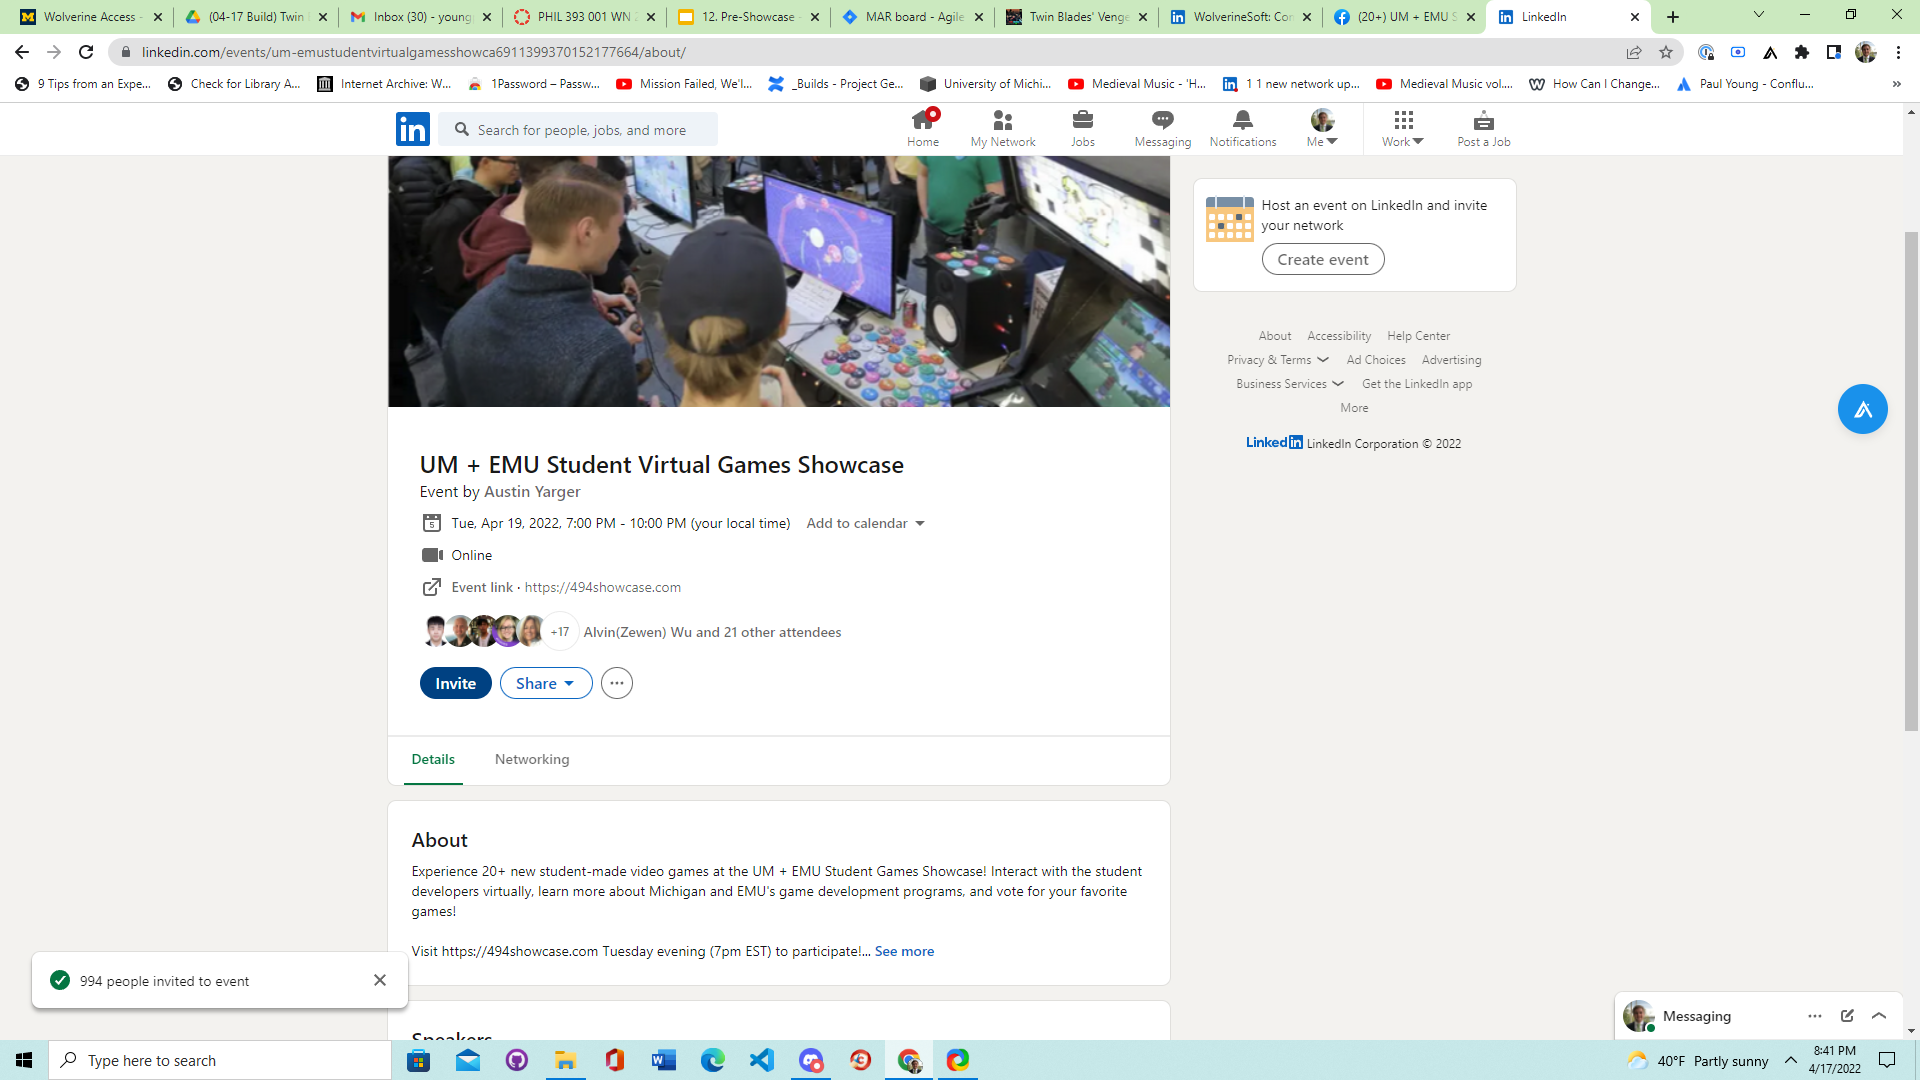 Wolverine Access -
(04-17 Build) Twin
Inbox (30) - young
PHIL 393 001 WN 2
12. Pre-Showcase -
MAR board - Agile
Twin Blades' Venge
WolverineSoft: Con
(20+) UM + EMU S
LinkedIn
linkedin.com/events/um-emustudentvirtualgamesshowca6911399370152177664/about/
9 Tips from an Expe...
Check for Library A...
Internet Archive: W...
1Password – Passw...
Mission Failed, We'l...
_Builds - Project Ge...
University of Michi...
Medieval Music - 'H...
1 1 new network up...
Medieval Music vol....
How Can I Change...
Paul Young - Conflu...
in
Search for people, jobs, and more
Home
My Network
Jobs
Messaging
Notifications
Me
Work
Post a Job
Host an event on LinkedIn and invite
your network
Create event
About Accessibility Help Center
Privacy & Terms Ad Choices Advertising
Business Services Get the LinkedIn app
More
LinkedIn LinkedIn Corporation © 2022
UM + EMU Student Virtual Games Showcase
Event by Austin Yarger
Tue, Apr 19, 2022, 7:00 PM - 10:00 PM (your local time) Add to calendar
Online
Event link · https://494showcase.com
+17 Alvin(Zewen) Wu and 21 other attendees
Invite
Share
Details
Networking
About
Experience 20+ new student-made video games at the UM + EMU Student Games Showcase! Interact with the student
developers virtually, learn more about Michigan and EMU's game development programs, and vote for your favorite
games!
Visit https://494showcase.com Tuesday evening (7pm EST) to participate!... See more
Speakers
994 people invited to event
Messaging
Type here to search
40°F Partly sunny
8:41 PM
4/17/2022